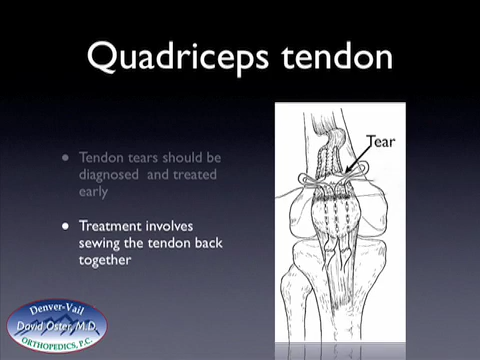 Quadriceps tendon
Tear
• Tendon tears should be
diagnosed and treated
early
• Treatment involves
sewing the tendon back
together
Denver-Vail
David Oster, M.D.
ORTHOPEDICS, P.C.